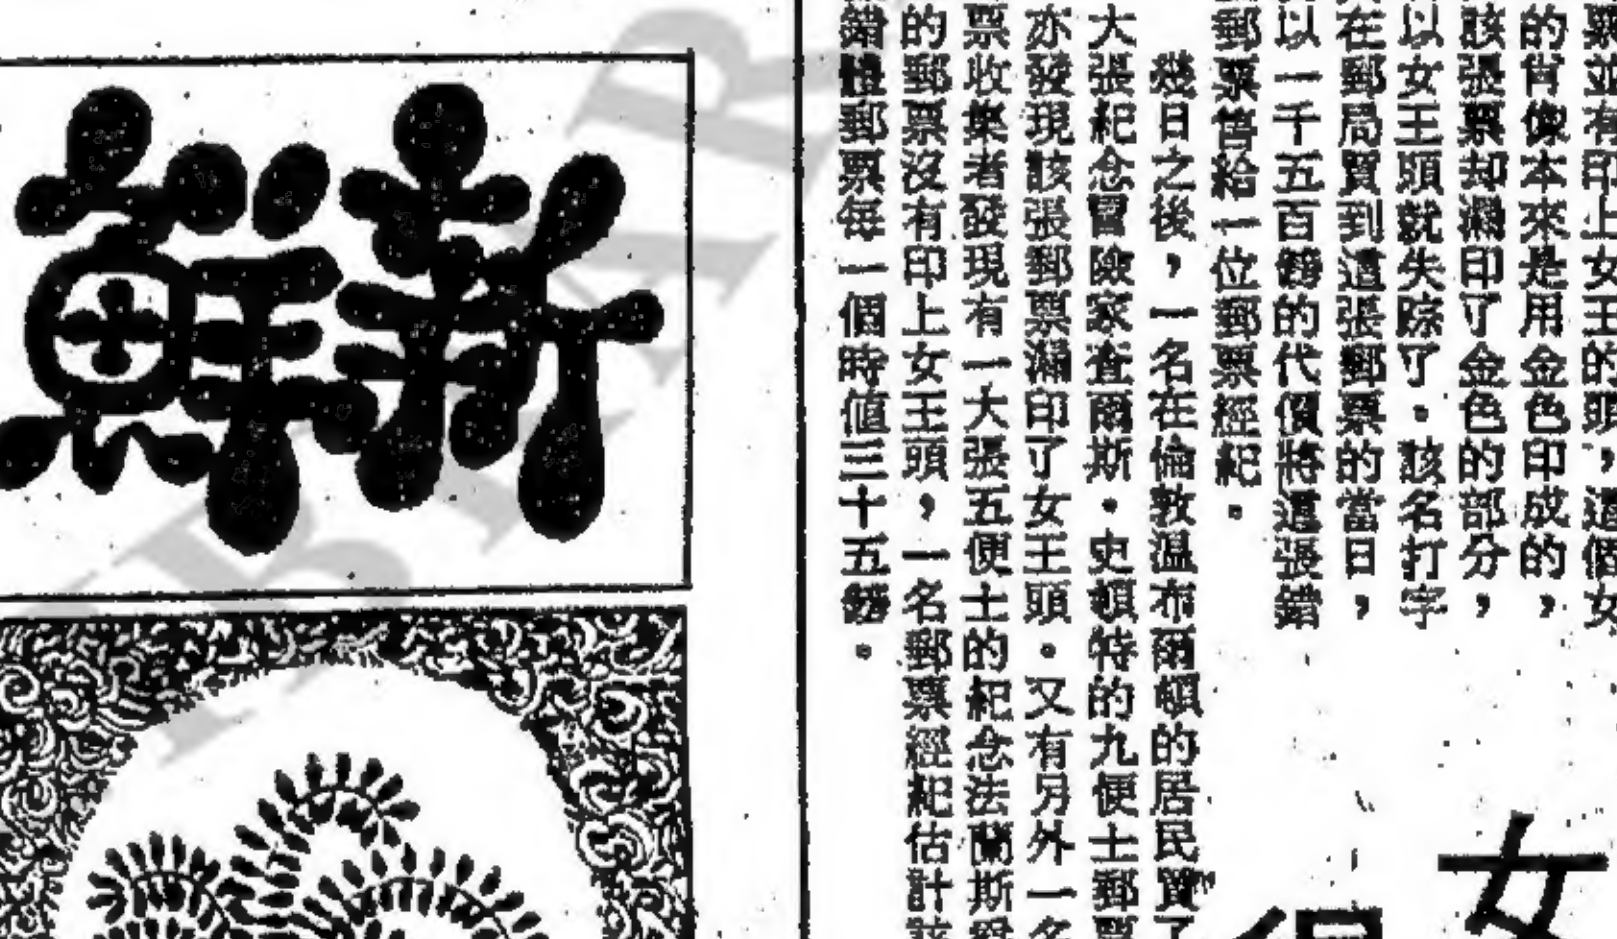 票並有印上女王的頭，這個女
的肖像本來是用金色印成的，
該張票却漏印了金色的部分，
以女王頭就失踪了。該名打字
在郵局買到這張郵票的當日，
以一千五百鎊的代價將這張錯
郵票售給一位郵票經紀。
幾日之後，一名在倫敦温布爾頓的居民買了
大張紀念冒險家查爾斯。史頓特的九便士郵票
亦發現該張郵票漏印了女王頭。又有另外一名
票收集者發現有一大張五便士的紀念法蘭斯爵
的郵票沒有印上女王頭，一名郵票經紀估計該
錯體郵票每一個時值三十五鎊。
女
新鮮